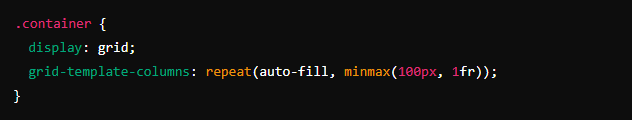 .container {
  display: grid;
  grid-template-columns: repeat(auto-fill, minmax(100px, 1fr));
}